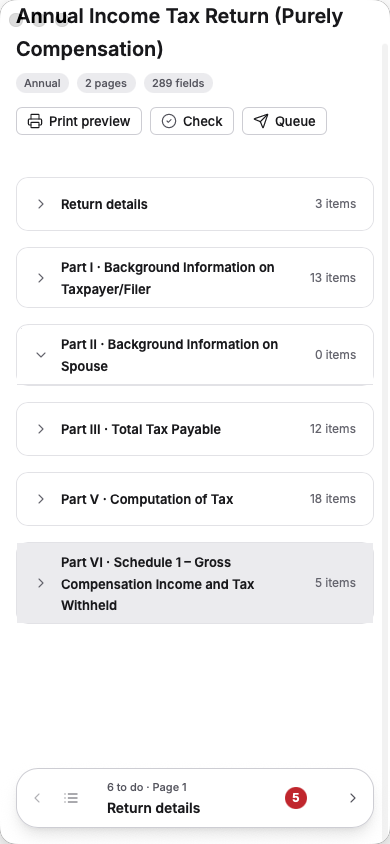 Annual Income Tax Return (Purely
Compensation)
Annual 2 pages 289 fields
Print preview Check Queue
Return details 3 items
Part I · Background Information on
Taxpayer/Filer
13 items
Part II · Background Information on
Spouse
0 items
Part III · Total Tax Payable 12 items
Part V · Computation of Tax 18 items
Part VI · Schedule 1 – Gross
Compensation Income and Tax
Withheld
5 items
6 to do · Page 1
Return details
5